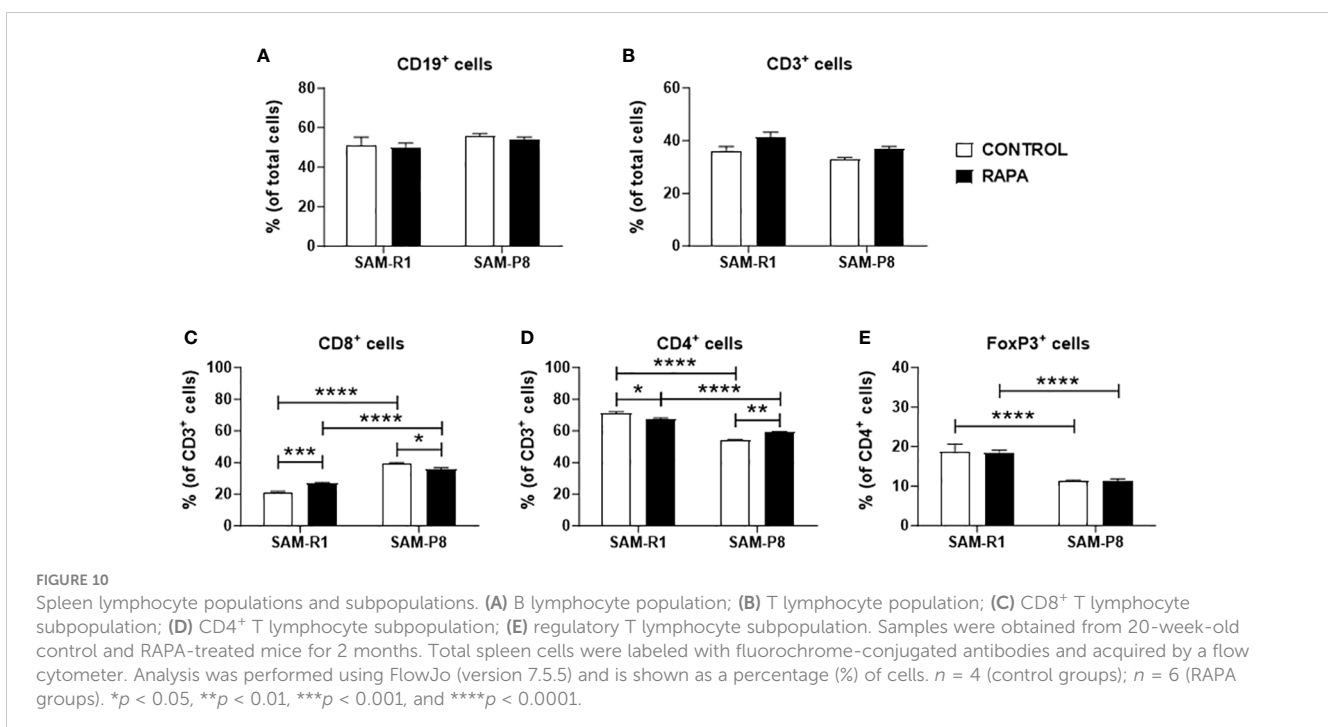 A
CD19⁺ cells
% (of total cells)
80
60
40
20
0
SAM-R1
SAM-P8
B
CD3⁺ cells
% (of total cells)
60
40
20
0
SAM-R1
SAM-P8
CONTROL
RAPA
C
CD8⁺ cells
% (of CD3⁺ cells)
100
80
60
40
20
0
****
****
***
*
SAM-R1
SAM-P8
D
CD4⁺ cells
% (of CD3⁺ cells)
100
80
60
40
20
0
****
*
****
**
SAM-R1
SAM-P8
E
FoxP3⁺ cells
% (of CD4⁺ cells)
40
30
20
10
0
****
****
SAM-R1
SAM-P8
FIGURE 10
Spleen lymphocyte populations and subpopulations. (A) B lymphocyte population; (B) T lymphocyte population; (C) CD8⁺ T lymphocyte
subpopulation; (D) CD4⁺ T lymphocyte subpopulation; (E) regulatory T lymphocyte subpopulation. Samples were obtained from 20-week-old
control and RAPA-treated mice for 2 months. Total spleen cells were labeled with fluorochrome-conjugated antibodies and acquired by a flow
cytometer. Analysis was performed using FlowJo (version 7.5.5) and is shown as a percentage (%) of cells. n = 4 (control groups); n = 6 (RAPA
groups). *p < 0.05, **p < 0.01, ***p < 0.001, and ****p < 0.0001.